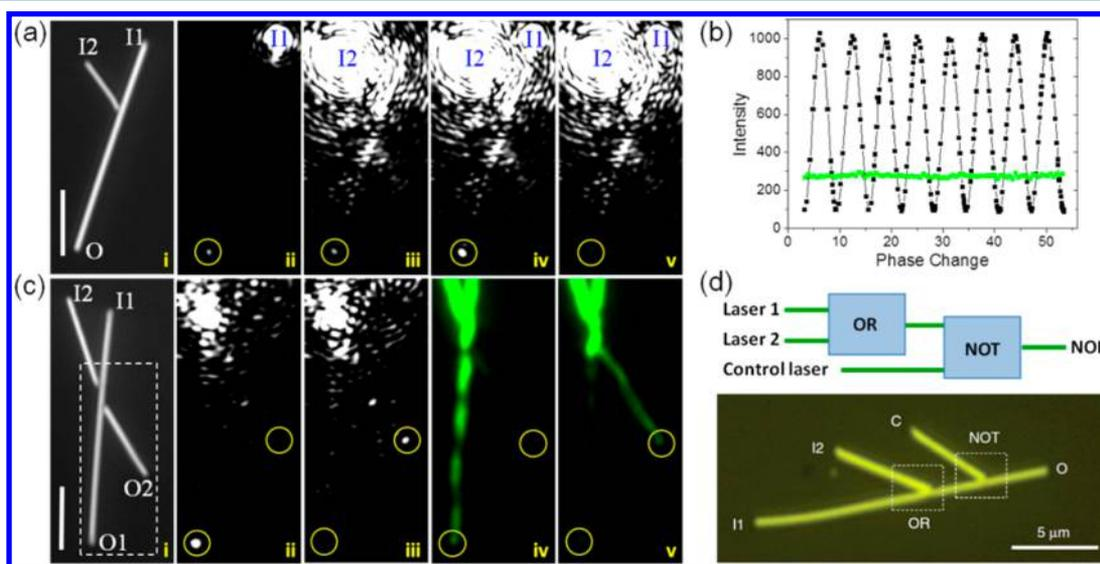 (a)
I1
I2
O
i
I1
ii
I2
iii
I2
I1
iv
I2
I1
v
(b)
Intensity
1000
800
600
400
200
0
0
10
20
30
40
50
Phase Change
(c)
I2
I1
O2
O1
i
ii
iii
iv
v
(d)
Laser 1
OR
Laser 2
NOT
Control laser
C
NOT
I2
O
I1
OR
5 μm